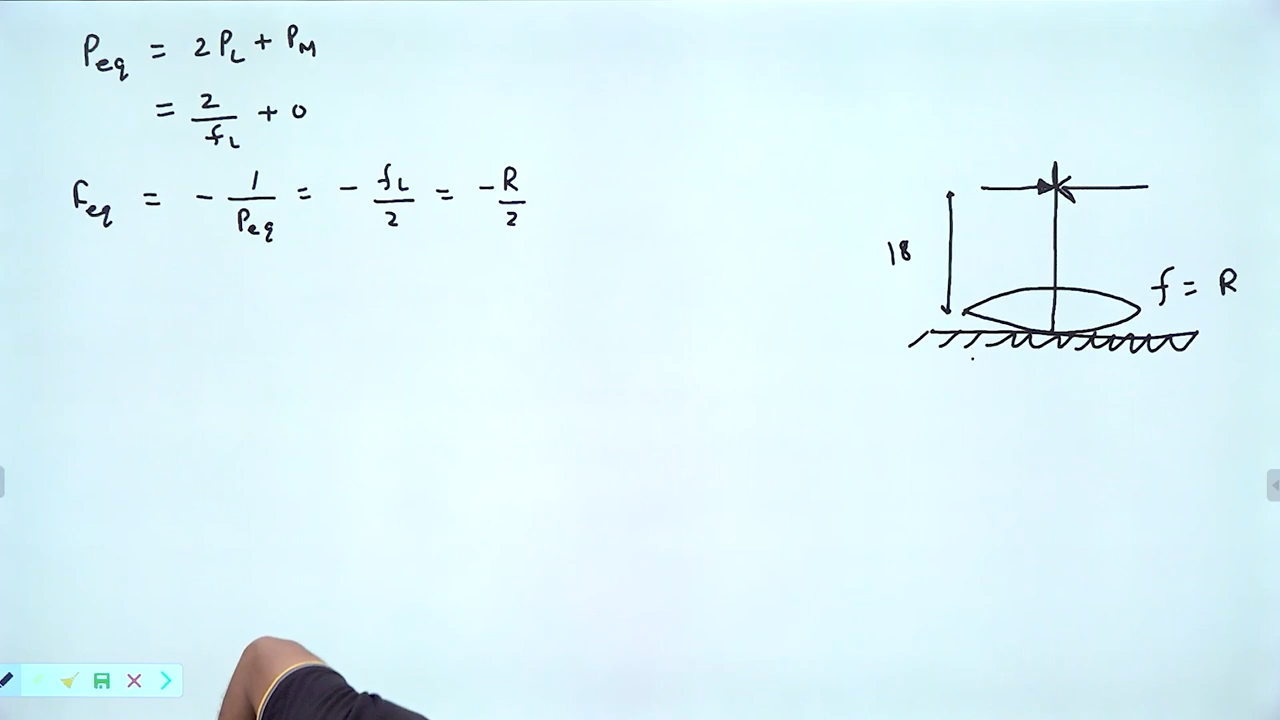 P_eq = 2 P_L + P_M
= 2/f_L + 0
F_eq = - 1/P_eq = - f_L/2 = - R/2
18
f = R